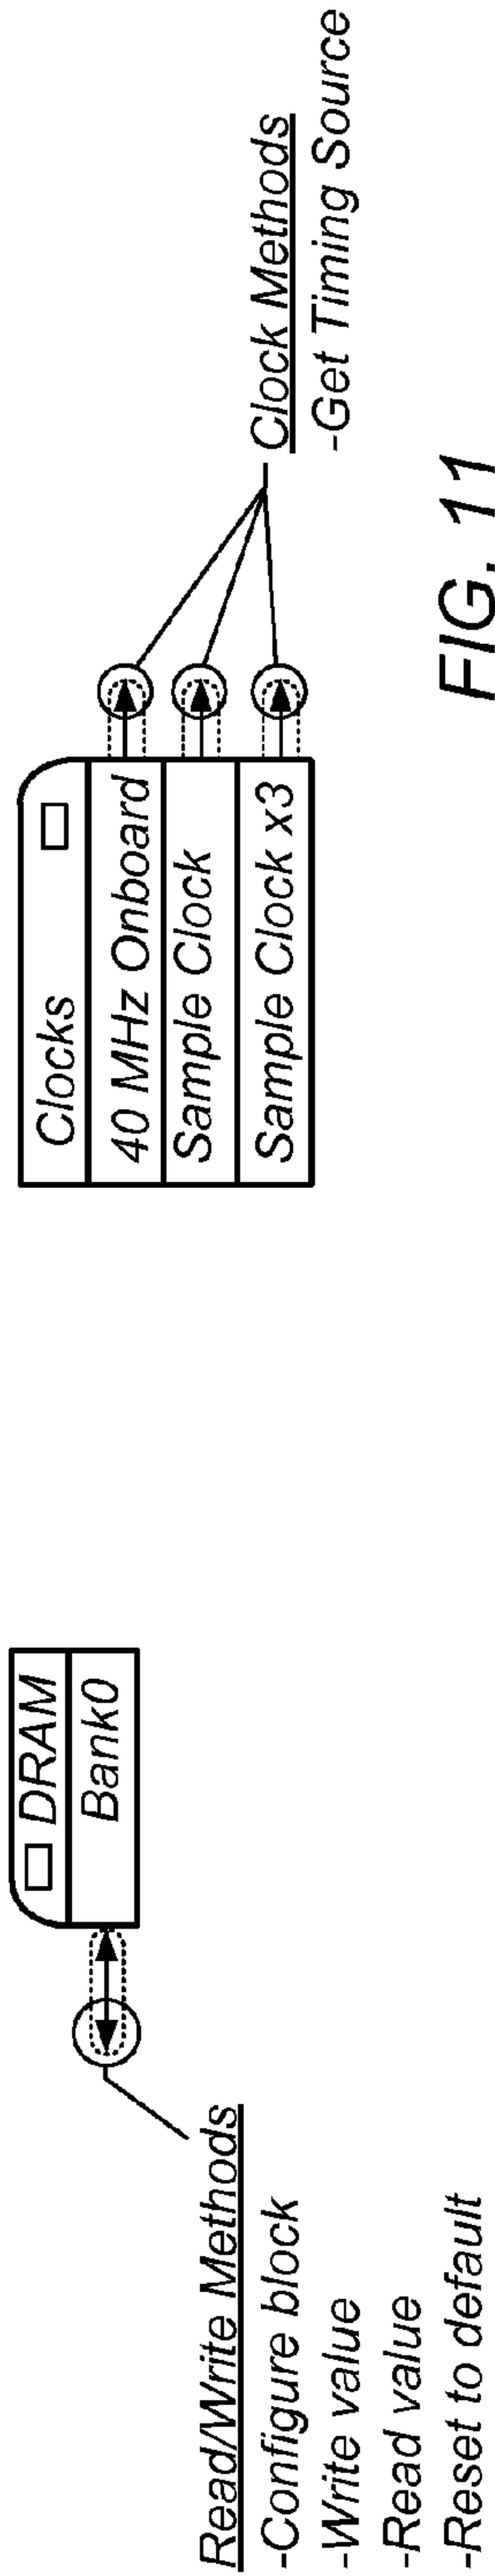 DRAM
Bank0
Read/Write Methods
-Configure block
-Write value
-Read value
-Reset to default
Clocks
40 MHz Onboard
Sample Clock
Sample Clock x3
Clock Methods
-Get Timing Source
FIG. 11